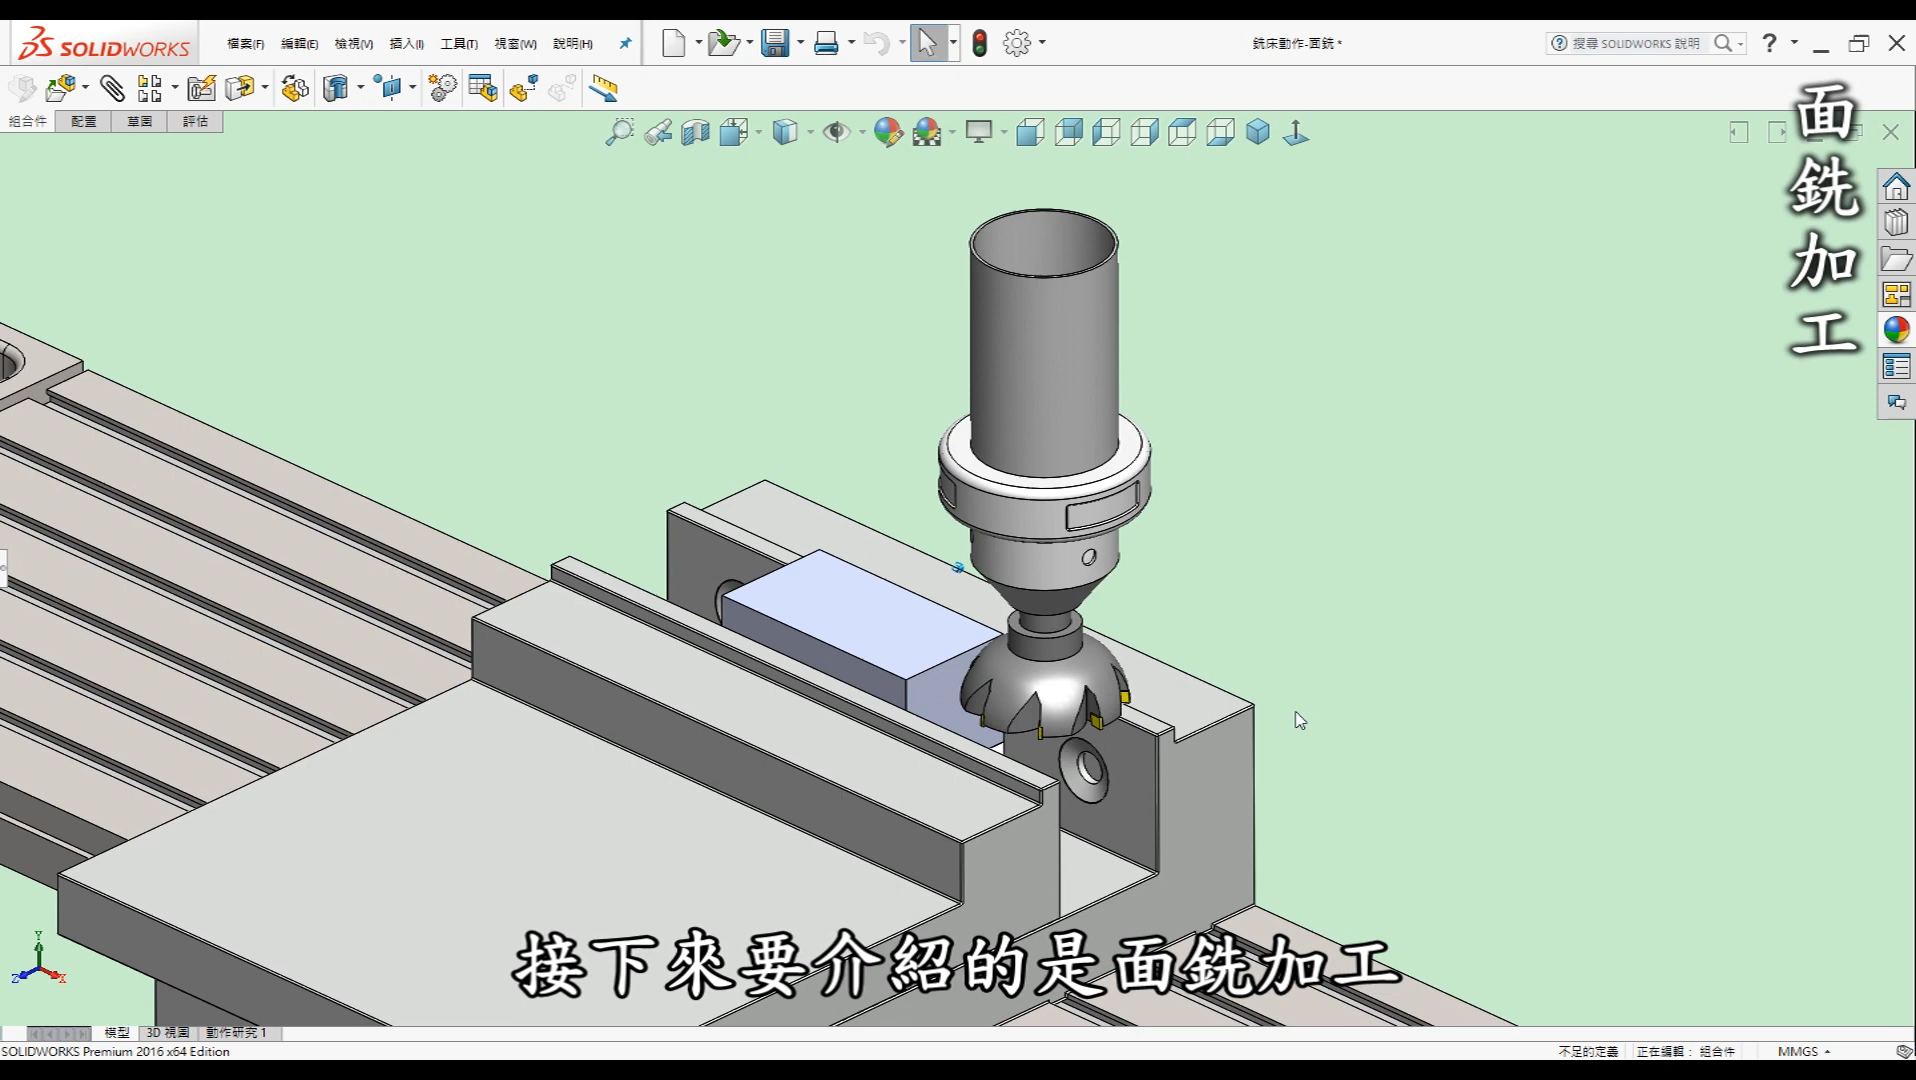 SOLIDWORKS
檔案(F) 編輯(E) 檢視(V) 插入(I) 工具(T) 視窗(W) 說明(H)
銑床動作-面銑 *
搜尋 SOLIDWORKS 說明
組合件 配置 草圖 評估
面銑加工
Y
Z
X
接下來要介紹的是面銑加工
模型 3D 視圖 動作研究 1
SOLIDWORKS Premium 2016 x64 Edition
不足的定義 正在編輯： 組合件 MMGS